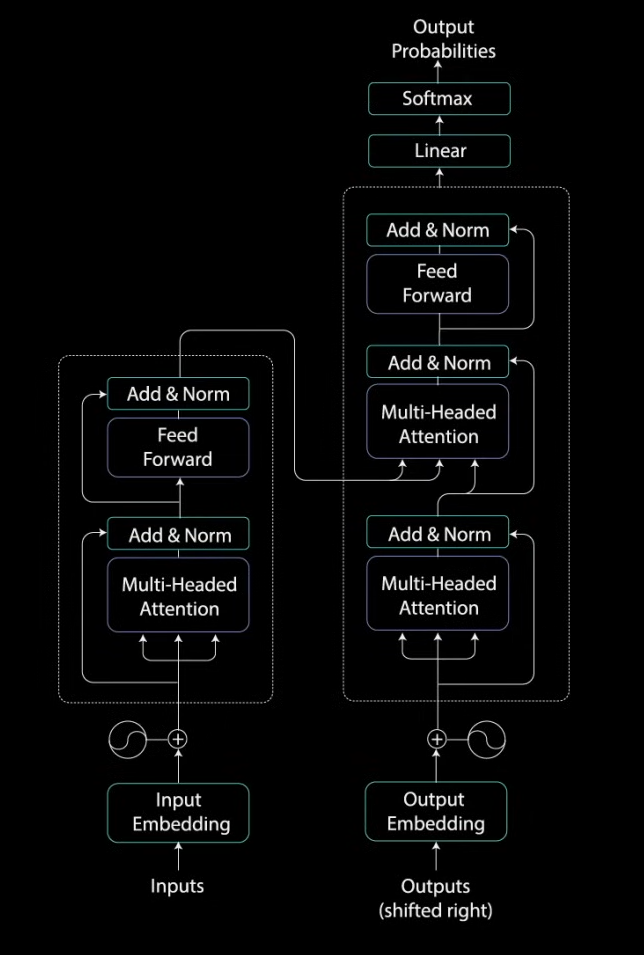 Output
Probabilities
Softmax
Linear
Add & Norm
Feed
Forward
Add & Norm
Multi-Headed
Attention
Add & Norm
Multi-Headed
Attention
Add & Norm
Feed
Forward
Add & Norm
Multi-Headed
Attention
Input
Embedding
Inputs
Output
Embedding
Outputs
(shifted right)